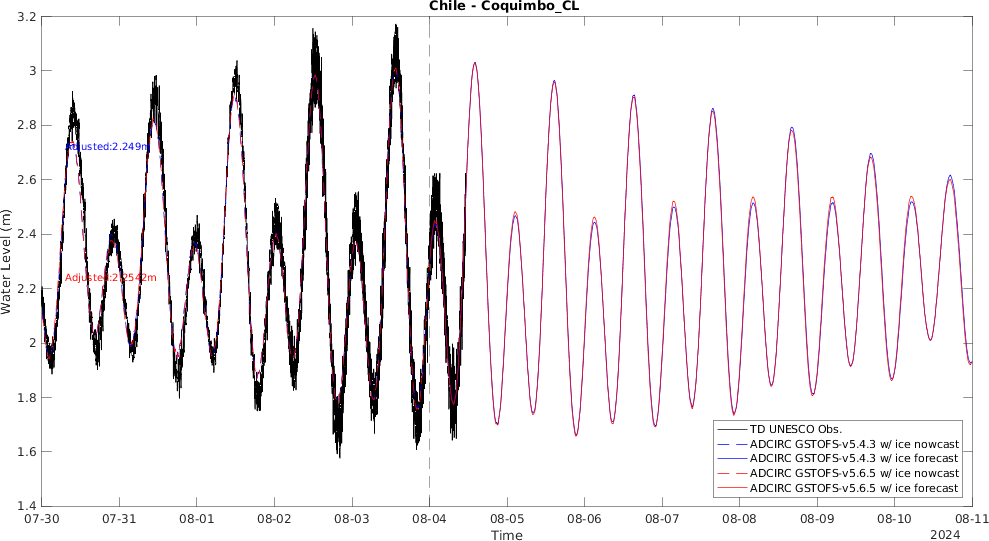 Chile - Coquimbo_CL
3.2
3
2.8
2.6
2.4
2.2
2
1.8
1.6
1.4
Water Level (m)
Adjusted:2.249m
Adjusted:2.2542m
TD UNESCO Obs.
ADCIRC GSTOFS-v5.4.3 w/ ice nowcast
ADCIRC GSTOFS-v5.4.3 w/ ice forecast
ADCIRC GSTOFS-v5.6.5 w/ ice nowcast
ADCIRC GSTOFS-v5.6.5 w/ ice forecast
07-30 07-31 08-01 08-02 08-03 08-04 08-05 08-06 08-07 08-08 08-09 08-10 08-11
Time
2024